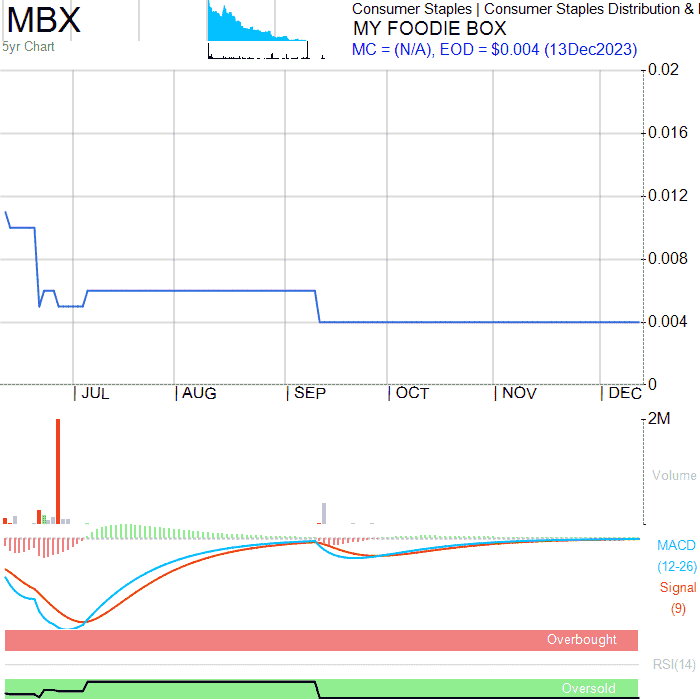 MBX
5yr Chart
Consumer Staples | Consumer Staples Distribution &
MY FOODIE BOX
MC = (N/A), EOD = $0.004 (13Dec2023)
0.02
0.016
0.012
0.008
0.004
0
JUL AUG SEP OCT NOV DEC
2M
Volume
MACD
(12-26)
Signal
(9)
Overbought
RSI(14)
Oversold